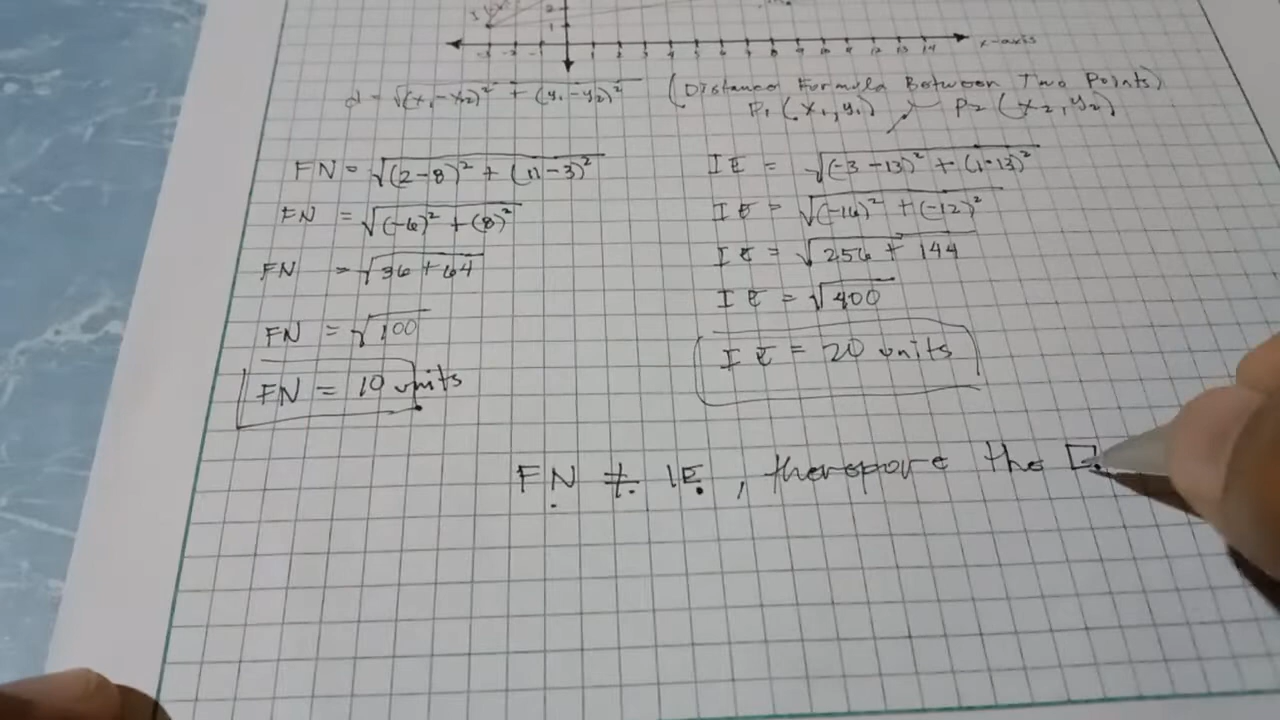 x-axis
d = √(x₁-x₂)² + (y₁-y₂)² (Distance Formula Between Two Points)
P₁ (x₁,y₁) P₂ (x₂,y₂)
FN = √(2-8)² + (11-3)²
FN = √(-6)² + (8)²
FN = √36+64
FN = √100
FN = 10 units
IE = √(-3-13)² + (1-13)²
IE = √(-16)² + (-12)²
IE = √256 + 144
IE = √400
IE = 20 units
FN ≠ IE, therefore the